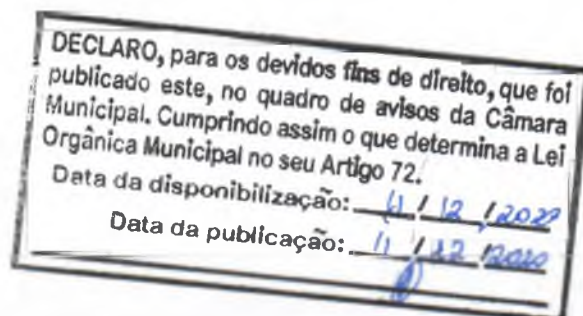 DECLARO, para os devidos fins de direito, que foi
publicado este, no quadro de avisos da Câmara
Municipal. Cumprindo assim o que determina a Lei
Orgânica Municipal no seu Artigo 72.
Data da disponibilização: 11 / 12 /
Data da publicação: 11 / 12 / 2020